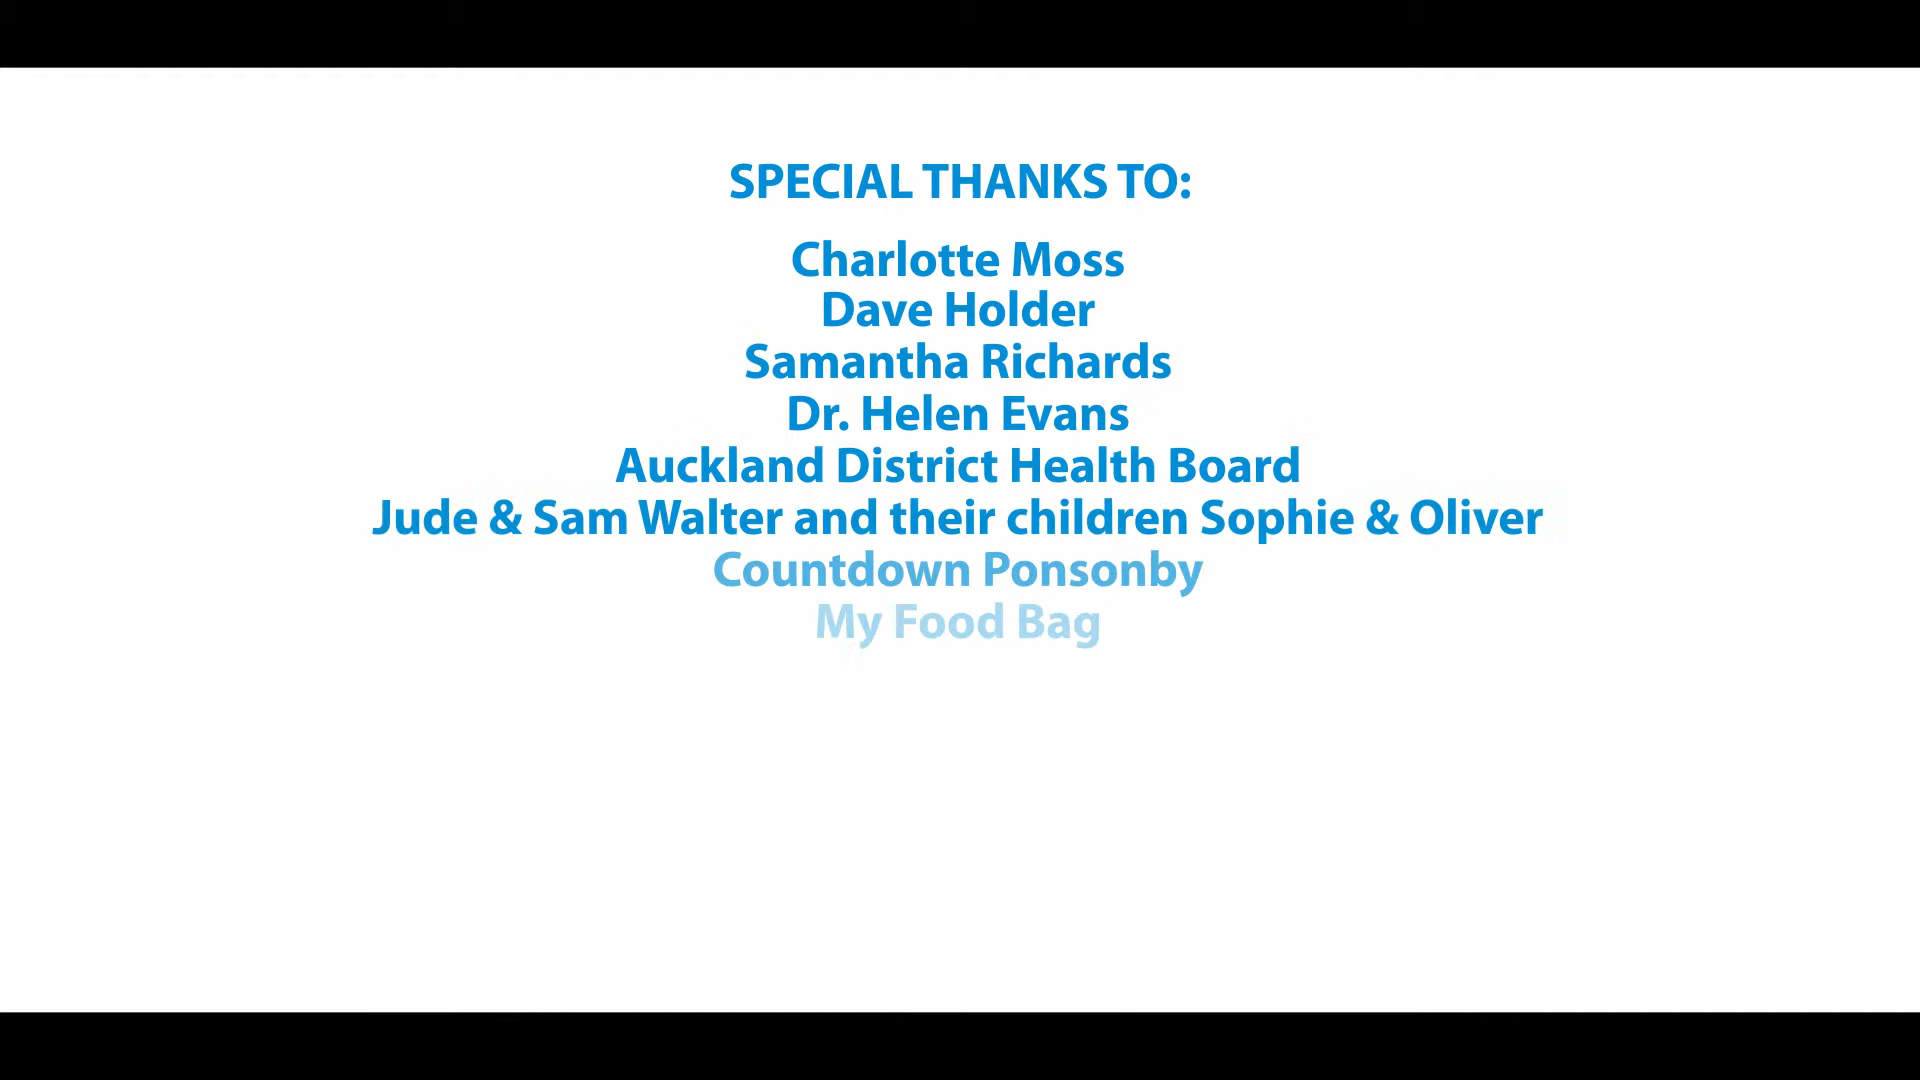 SPECIAL THANKS TO:
Charlotte Moss
Dave Holder
Samantha Richards
Dr. Helen Evans
Auckland District Health Board
Jude & Sam Walter and their children Sophie & Oliver
Countdown Ponsonby
My Food Bag